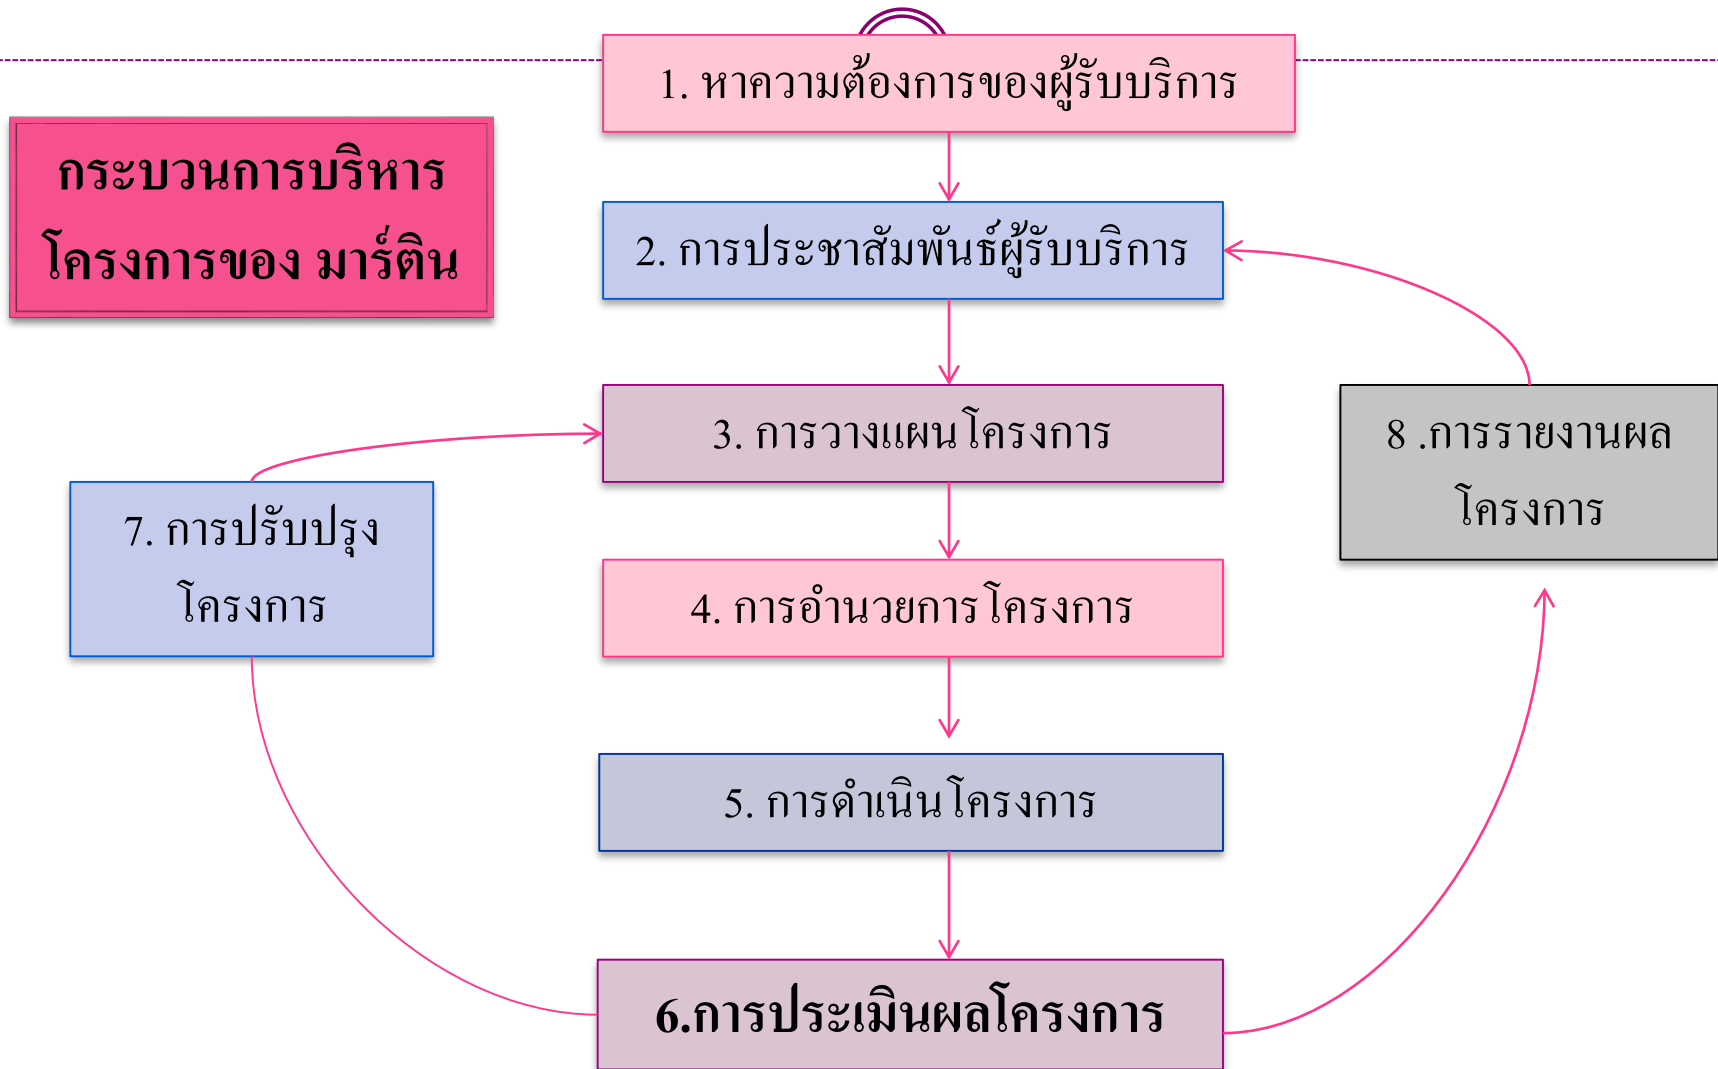 1. หาความต้องการของผู้รับบริการ
กระบวนการบริหาร
โครงการของ มาร์ติน
2. การประชาสัมพันธ์ผู้รับบริการ
3. การวางแผนโครงการ
8 .การรายงานผล
โครงการ
7. การปรับปรุง
โครงการ
4. การอำนวยการโครงการ
5. การดำเนินโครงการ
6.การประเมินผลโครงการ